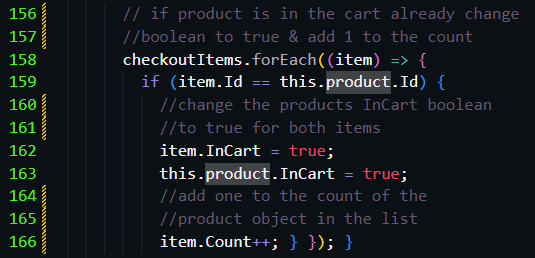 156 // if product is in the cart already change
157 //boolean to true & add 1 to the count
158 checkoutItems.forEach((item) => {
159 if (item.Id == this.product.Id) {
160 //change the products InCart boolean
161 //to true for both items
162 item.InCart = true;
163 this.product.InCart = true;
164 //add one to the count of the
165 //product object in the list
166 item.Count++; } }); }